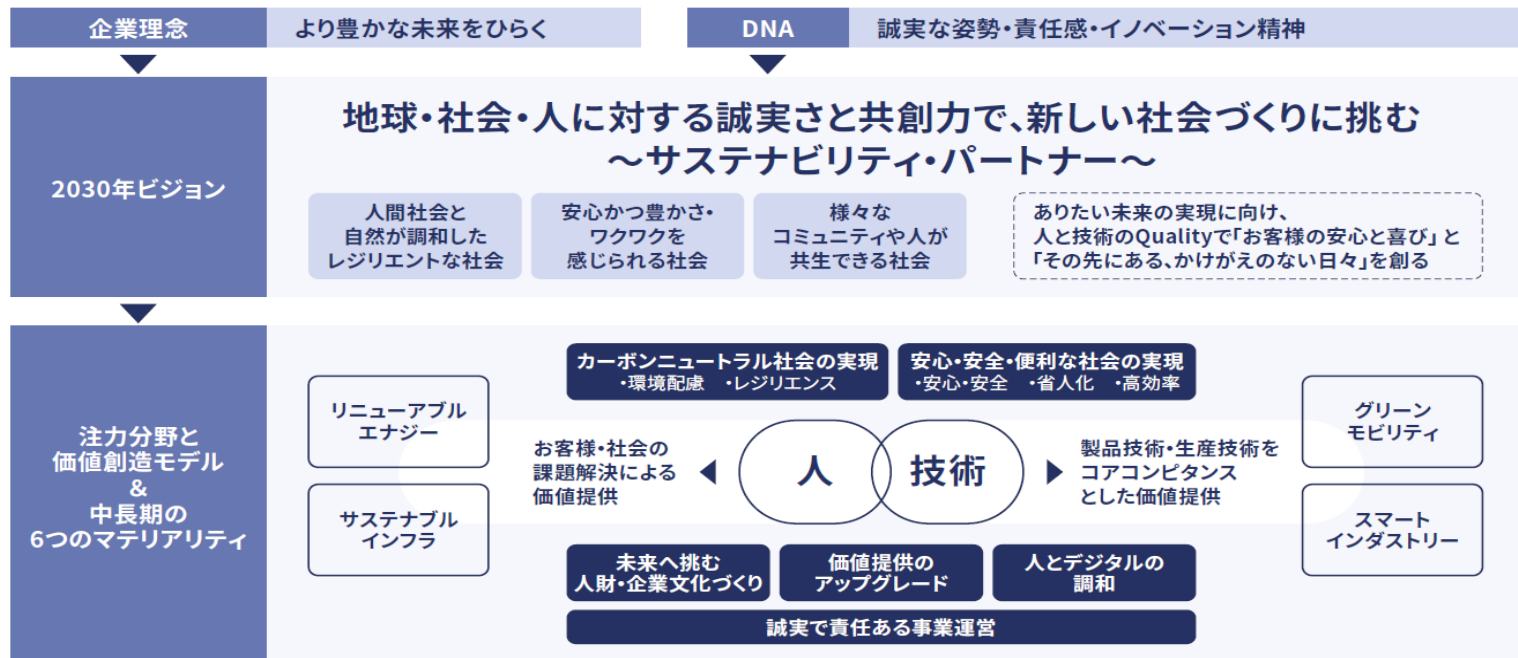 企業理念
より豊かな未来をひらく
DNA
誠実な姿勢・責任感・イノベーション精神
2030年ビジョン
地球・社会・人に対する誠実さと共創力で、新しい社会づくりに挑む
～サステナビリティ・パートナー～
人間社会と
自然が調和した
レジリエントな社会
安心かつ豊かさ・
ワクワクを
感じられる社会
様々な
コミュニティや人が
共生できる社会
ありたい未来の実現に向け、
人と技術のQualityで「お客様の安心と喜び」と
「その先にある、かけがえのない日々」を創る
注力分野と
価値創造モデル
&
中長期の
6つのマテリアリティ
リニューアブル
エナジー
サステナブル
インフラ
カーボンニュートラル社会の実現
・環境配慮 ・レジリエンス
安心・安全・便利な社会の実現
・安心・安全 ・省人化 ・高効率
お客様・社会の
課題解決による
価値提供
人
技術
製品技術・生産技術を
コアコンピタンス
とした価値提供
未来へ挑む
人財・企業文化づくり
価値提供の
アップグレード
人とデジタルの
調和
誠実で責任ある事業運営
グリーン
モビリティ
スマート
インダストリー